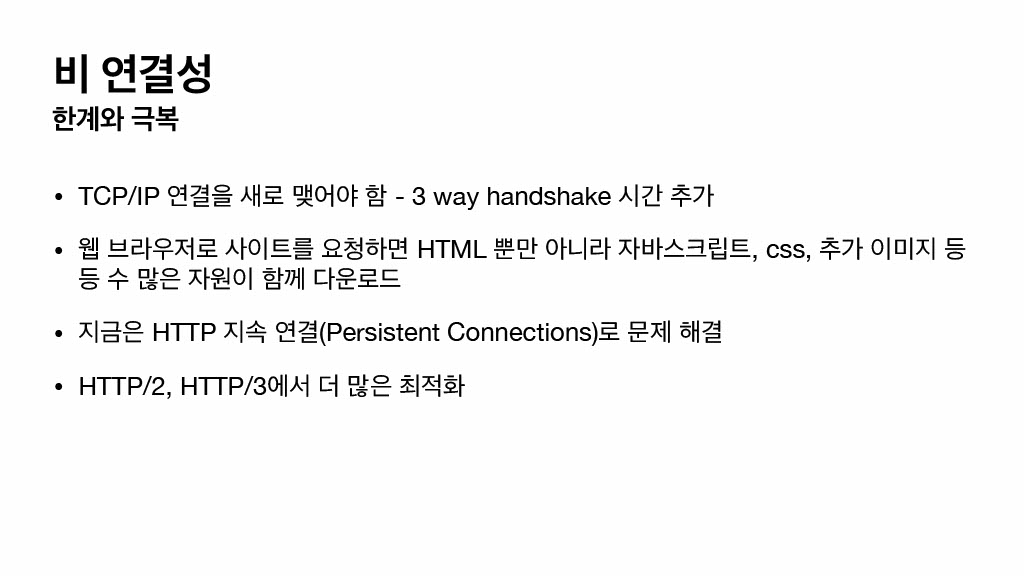 비 연결성
한계와 극복
• TCP/IP 연결을 새로 맺어야 함 - 3 way handshake 시간 추가
• 웹 브라우저로 사이트를 요청하면 HTML 뿐만 아니라 자바스크립트, css, 추가 이미지 등
등 수 많은 자원이 함께 다운로드
• 지금은 HTTP 지속 연결(Persistent Connections)로 문제 해결
• HTTP/2, HTTP/3에서 더 많은 최적화